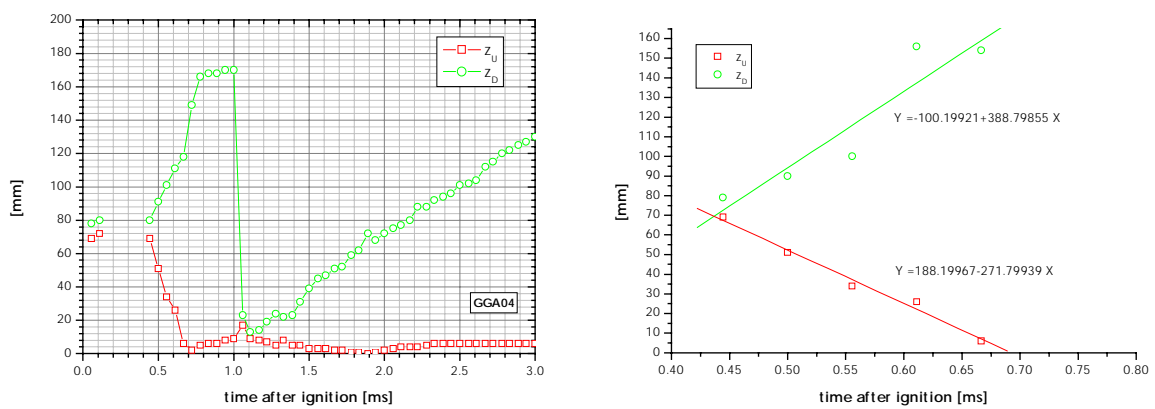 200
180
160
140
120
100
80
60
40
20
0
[mm]
Z_U
Z_D
GGA04
0.0 0.5 1.0 1.5 2.0 2.5 3.0
time after ignition [ms]
160
150
140
130
120
110
100
90
80
70
60
50
40
30
20
10
0
[mm]
Z_U
Z_D
Y =-100.19921+388.79855 X
Y =188.19967-271.79939 X
0.40 0.45 0.50 0.55 0.60 0.65 0.70 0.75 0.80
time after ignition [ms]